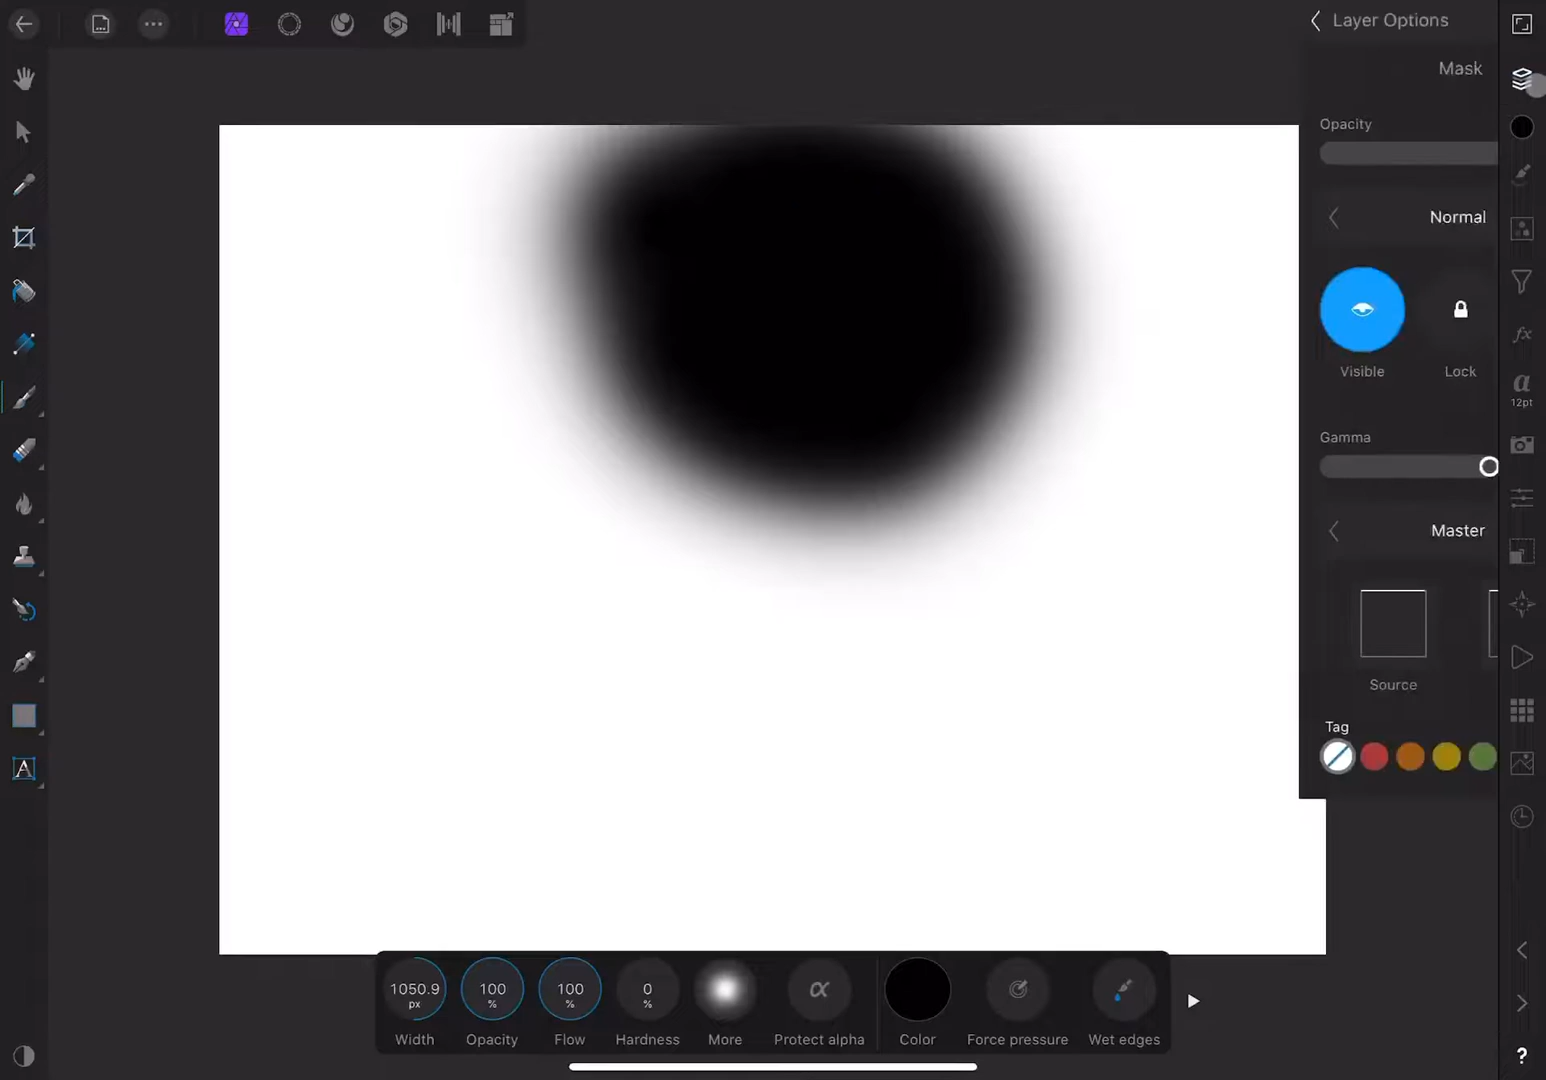 Layer Options
Mask
Opacity
Normal
Visible
Lock
Gamma
Master
Source
Tag
fx
a
12pt
A
1050.9
px
100
%
100
%
0
%
α
Width
Opacity
Flow
Hardness
More
Protect alpha
Color
Force pressure
Wet edges
?